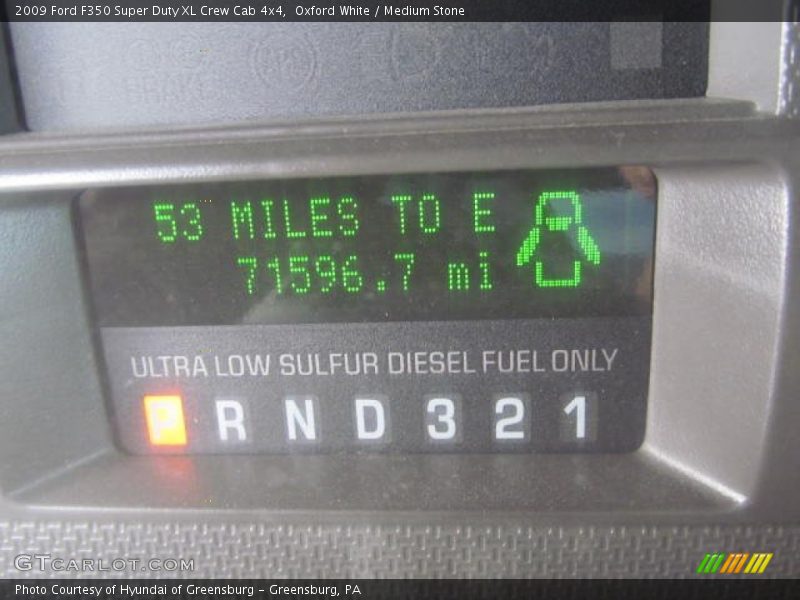 2009 Ford F350 Super Duty XL Crew Cab 4x4,  Oxford White / Medium Stone
53 MILES TO E
71596.7 mi
ULTRA LOW SULFUR DIESEL FUEL ONLY
P R N D 3 2 1
GTCARLOT.COM
Photo Courtesy of Hyundai of Greensburg - Greensburg, PA